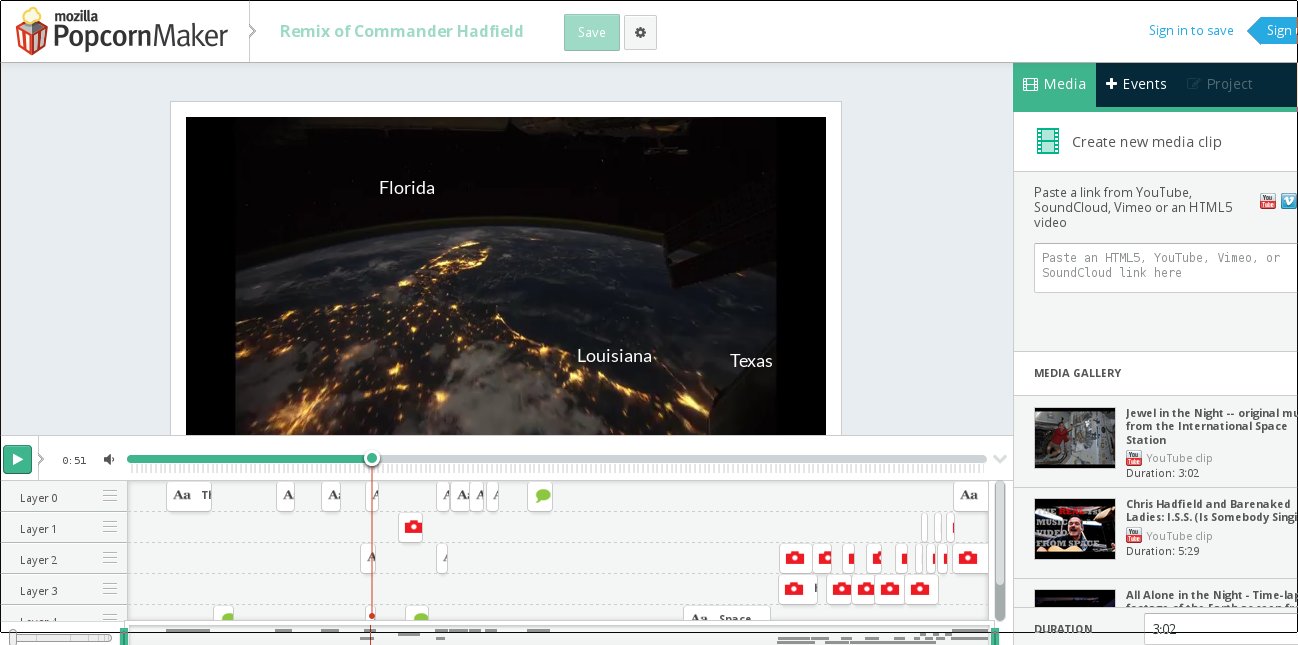 mozilla
PopcornMaker
Remix of Commander Hadfield
Save
Sign in to save
Sign
Media
Events
Project
Florida
Louisiana
Texas
Create new media clip
Paste a link from YouTube,
SoundCloud, Vimeo or an HTML5
video
Paste an HTML5, YouTube, Vimeo, or
SoundCloud link here
MEDIA GALLERY
Jewel in the Night -- original mu
from the International Space
Station
YouTube clip
Duration: 3:02
Chris Hadfield and Barenaked
Ladies: I.S.S. (Is Somebody Singi
YouTube clip
Duration: 5:29
All Alone in the Night - Time-la
DURATION
3:02
0:51
Layer 0
Aa
Aa
Layer 1
Layer 2
Layer 3
Aa Space